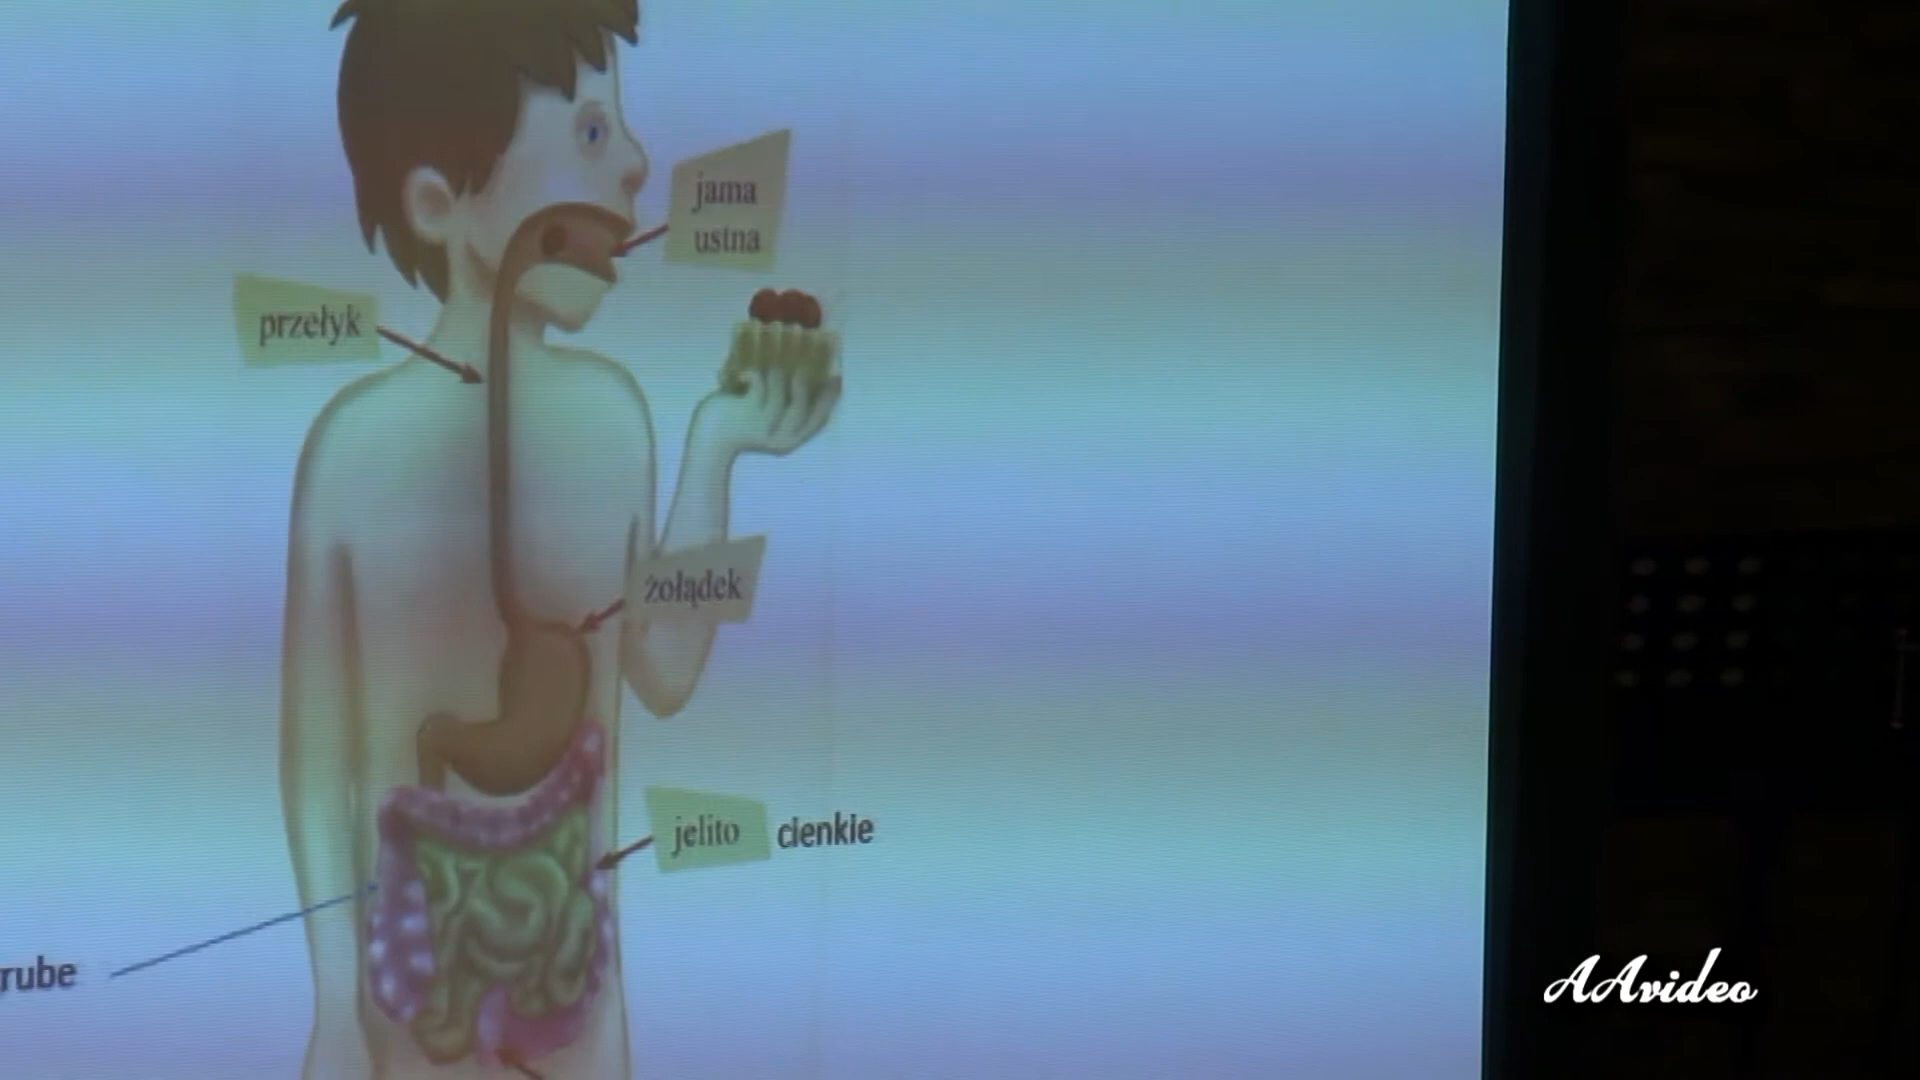 jama
ustna
przełyk
żołądek
jelito cienkie
rube
AAvideo